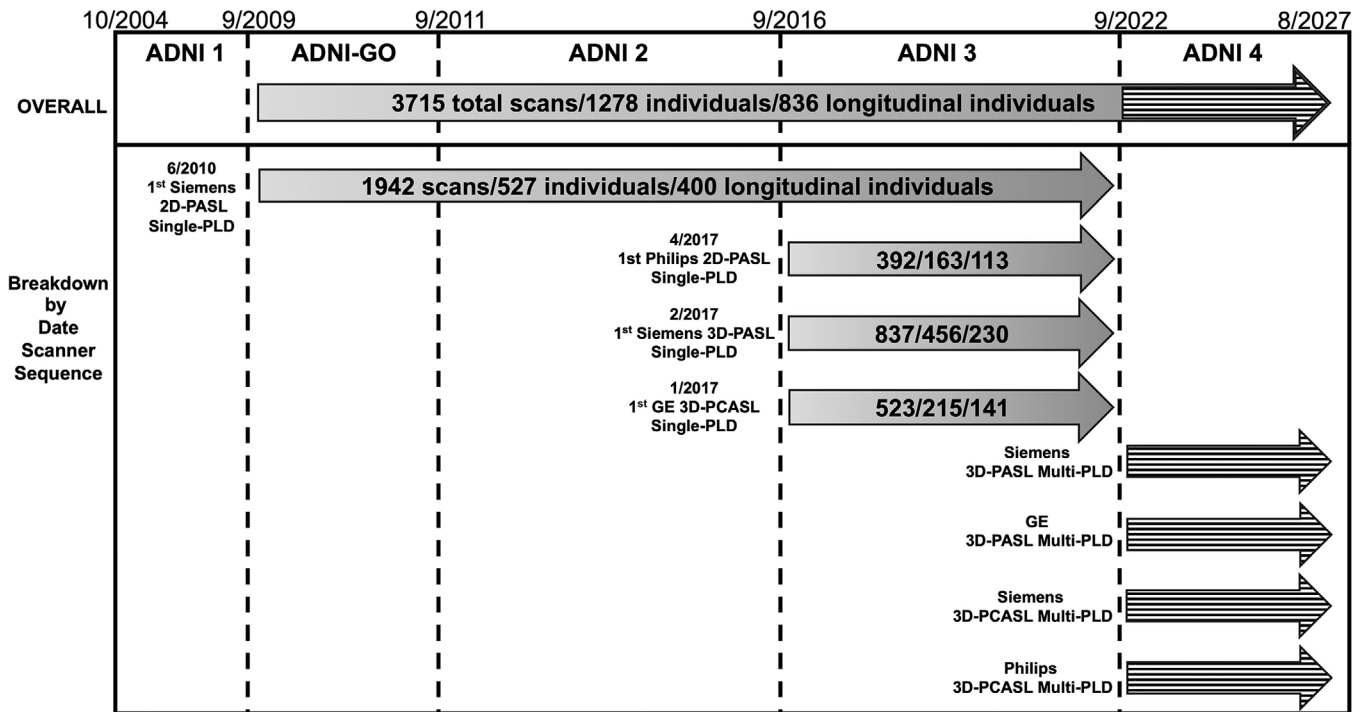 10/2004 9/2009 9/2011 9/2016 9/2022 8/2027
ADNI 1 ADNI-GO ADNI 2 ADNI 3 ADNI 4
OVERALL
3715 total scans/1278 individuals/836 longitudinal individuals
Breakdown
by
Date
Scanner
Sequence
6/2010
1st Siemens
2D-PASL
Single-PLD
1942 scans/527 individuals/400 longitudinal individuals
4/2017
1st Philips 2D-PASL
Single-PLD
392/163/113
2/2017
1st Siemens 3D-PASL
Single-PLD
837/456/230
1/2017
1st GE 3D-PCASL
Single-PLD
523/215/141
Siemens
3D-PASL Multi-PLD
GE
3D-PASL Multi-PLD
Siemens
3D-PCASL Multi-PLD
Philips
3D-PCASL Multi-PLD